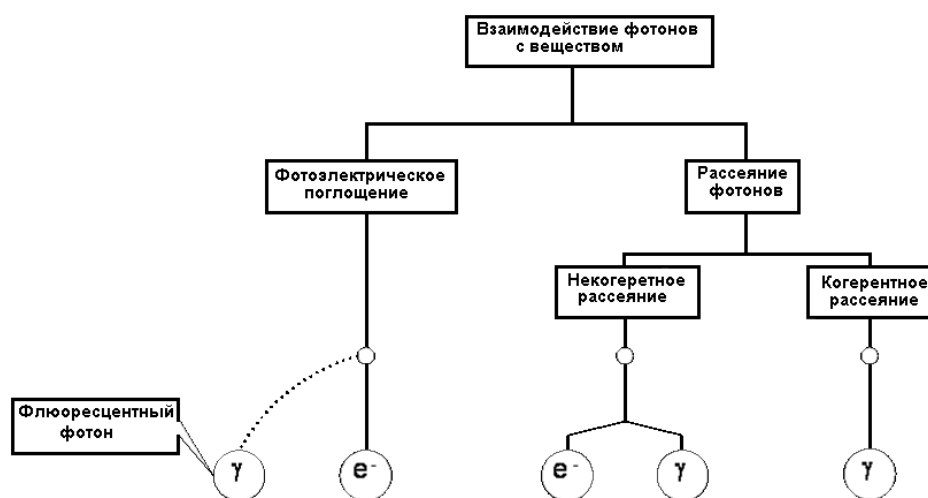 Взаимодействие фотонов
с веществом
Фотоэлектрическое
поглощение
Рассеяние
фотонов
Некогеретное
рассеяние
Когерентное
рассеяние
Флюоресцентный
фотон
γ
e-
e-
γ
γ